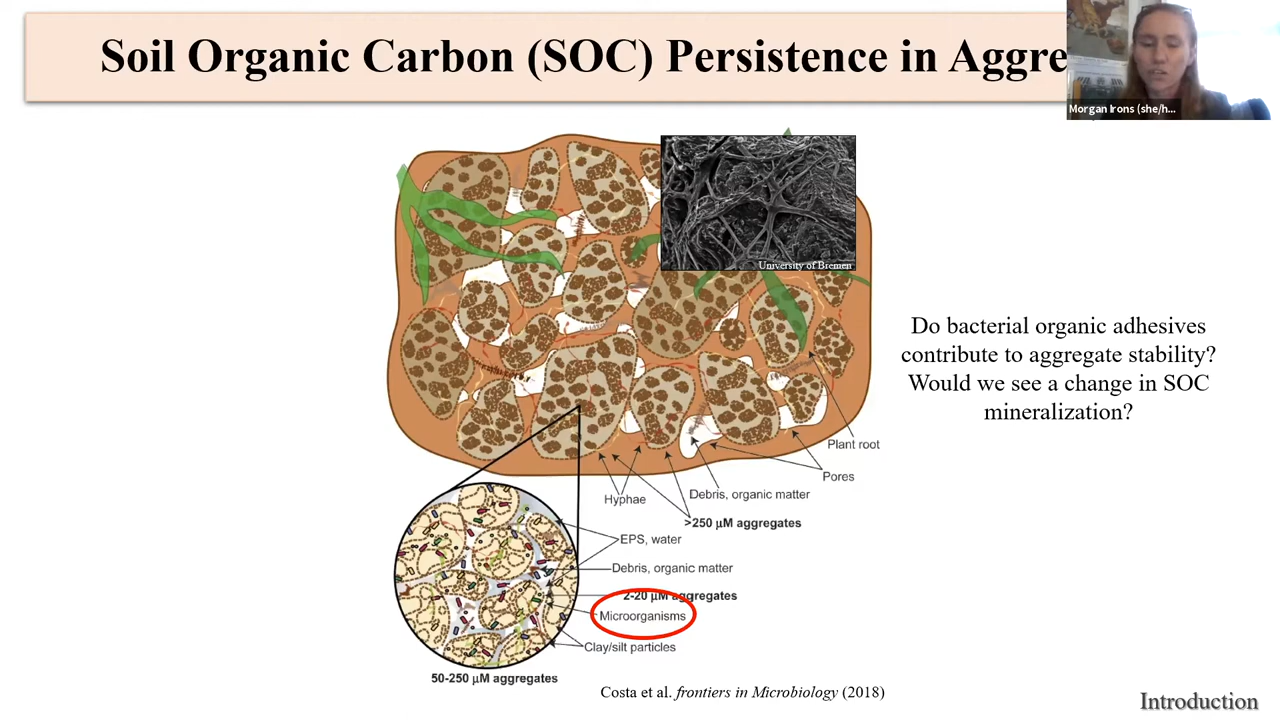 Soil Organic Carbon (SOC) Persistence in Aggre
Morgan Irons (she/h...
University of Bremen
Do bacterial organic adhesives
contribute to aggregate stability?
Would we see a change in SOC
mineralization?
Plant root
Pores
Hyphae
Debris, organic matter
>250 µM aggregates
EPS, water
Debris, organic matter
2-20 µM aggregates
Microorganisms
Clay/silt particles
50-250 µM aggregates
Costa et al. frontiers in Microbiology (2018)
Introduction